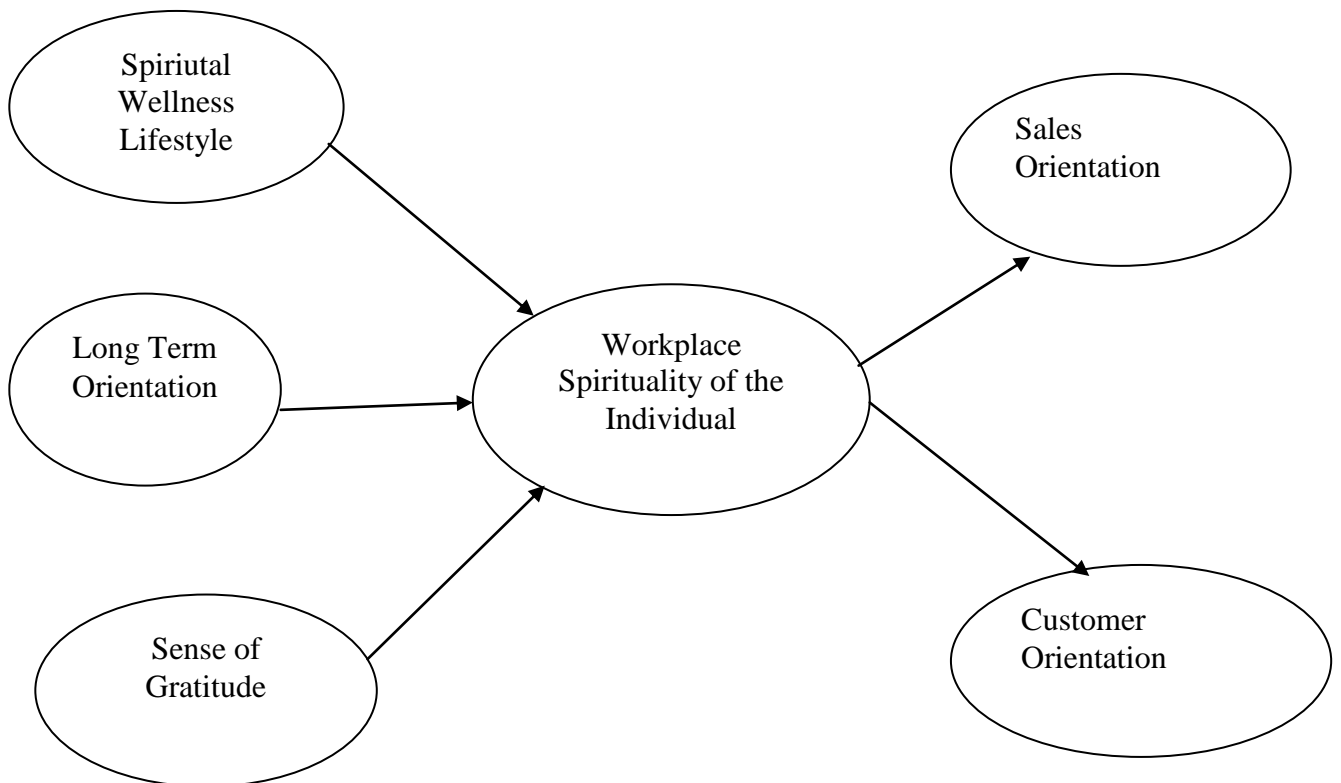 Spiriutal
Wellness
Lifestyle
Sales
Orientation
Long Term
Orientation
Workplace
Spirituality of the
Individual
Sense of
Gratitude
Customer
Orientation